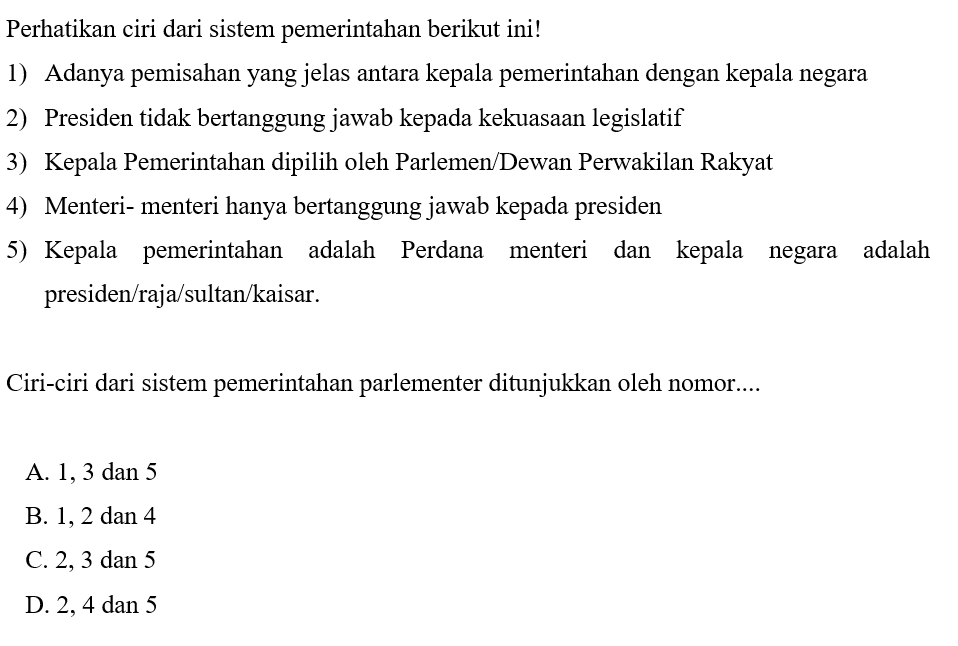 Perhatikan ciri dari sistem pemerintahan berikut ini!
1) Adanya pemisahan yang jelas antara kepala pemerintahan dengan kepala negara
2) Presiden tidak bertanggung jawab kepada kekuasaan legislatif
3) Kepala Pemerintahan dipilih oleh Parlemen/Dewan Perwakilan Rakyat
4) Menteri- menteri hanya bertanggung jawab kepada presiden
5) Kepala pemerintahan adalah Perdana menteri dan kepala negara adalah
presiden/raja/sultan/kaisar.
Ciri-ciri dari sistem pemerintahan parlementer ditunjukkan oleh nomor....
A. 1, 3 dan 5
B. 1, 2 dan 4
C. 2, 3 dan 5
D. 2, 4 dan 5